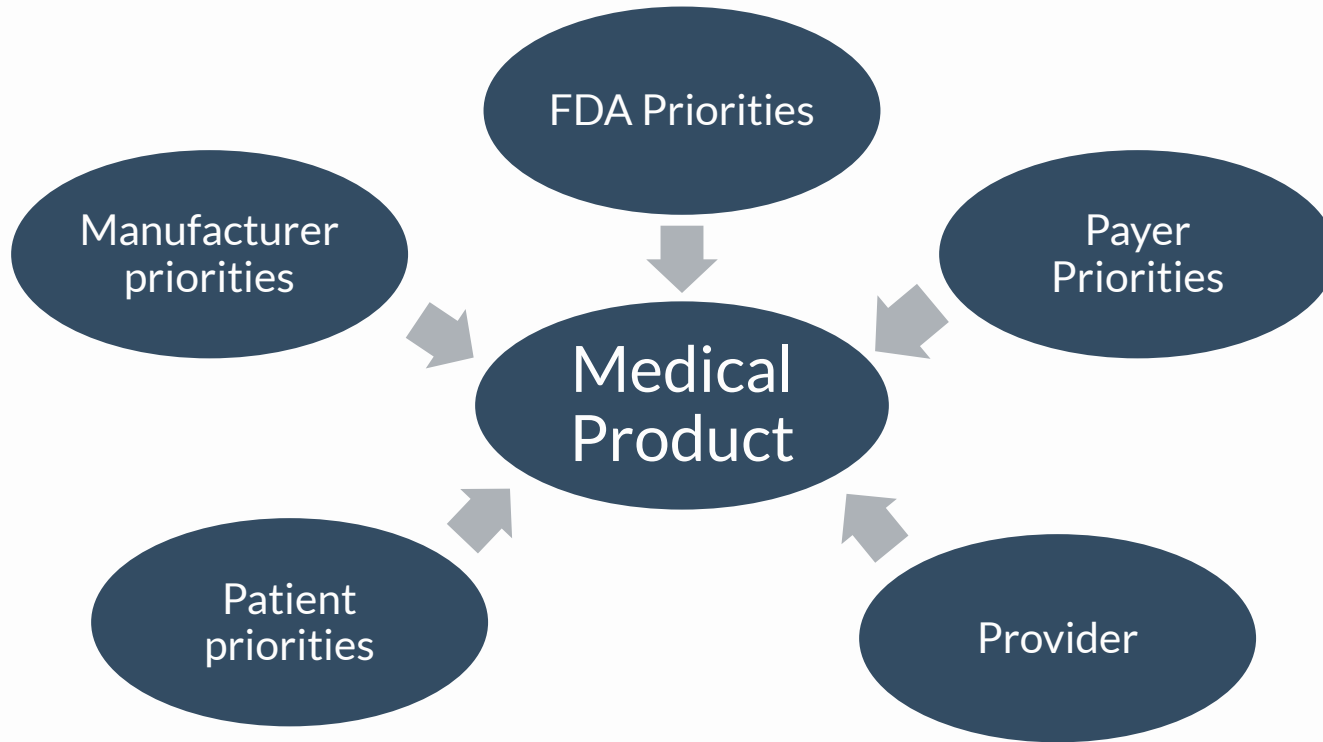 FDA Priorities
Manufacturer
priorities
Payer
Priorities
Medical
Product
Patient
priorities
Provider